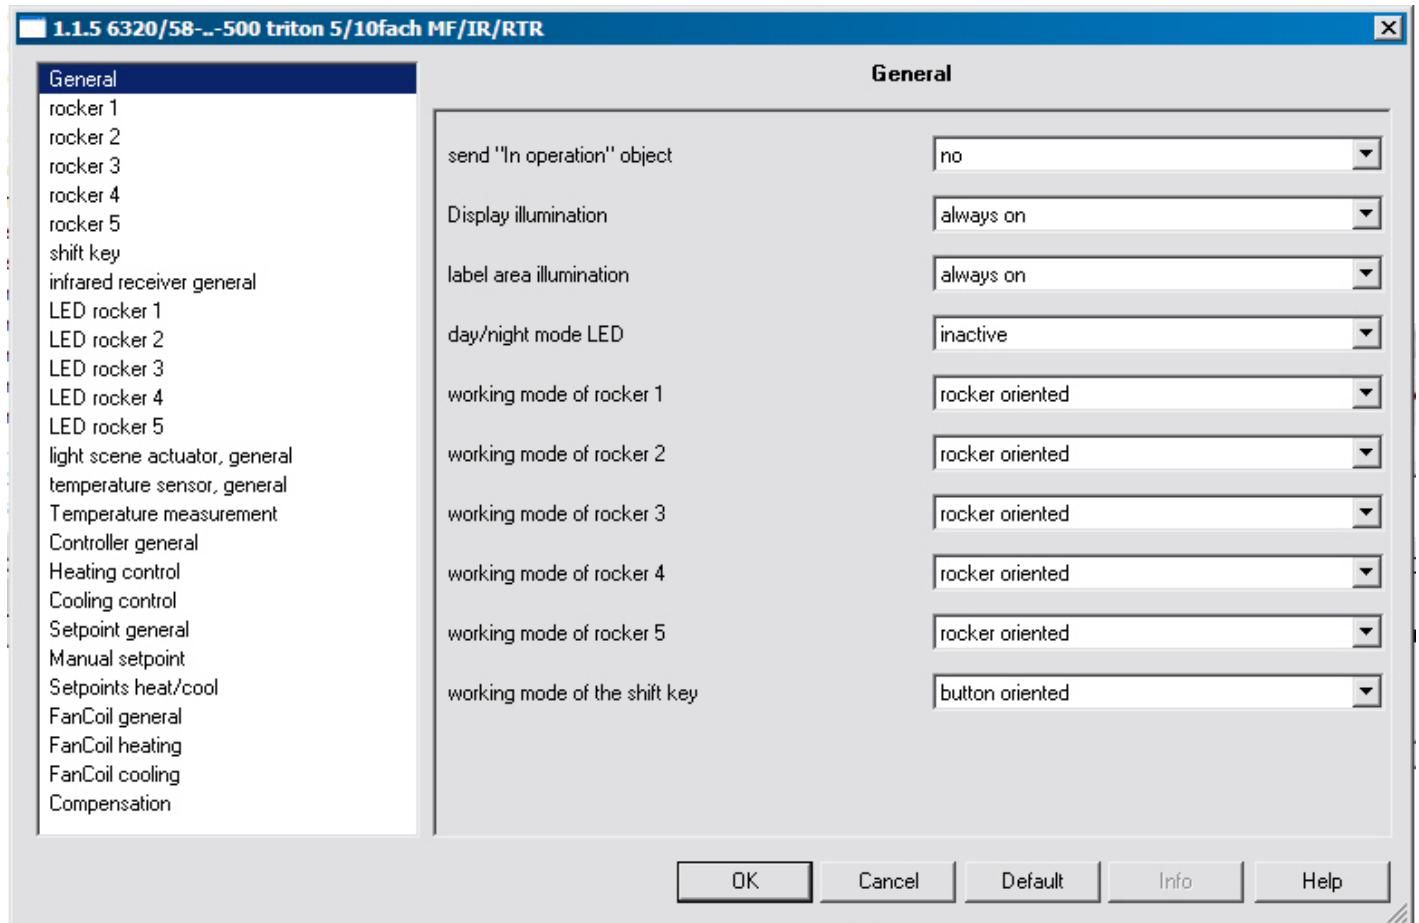 1.1.5 6320/58-..-500 triton 5/10fach MF/IR/RTR
General
rocker 1
rocker 2
rocker 3
rocker 4
rocker 5
shift key
infrared receiver general
LED rocker 1
LED rocker 2
LED rocker 3
LED rocker 4
LED rocker 5
light scene actuator, general
temperature sensor, general
Temperature measurement
Controller general
Heating control
Cooling control
Setpoint general
Manual setpoint
Setpoints heat/cool
FanCoil general
FanCoil heating
FanCoil cooling
Compensation
General
send "In operation" object no
Display illumination always on
label area illumination always on
day/night mode LED inactive
working mode of rocker 1 rocker oriented
working mode of rocker 2 rocker oriented
working mode of rocker 3 rocker oriented
working mode of rocker 4 rocker oriented
working mode of rocker 5 rocker oriented
working mode of the shift key button oriented
OK Cancel Default Info Help